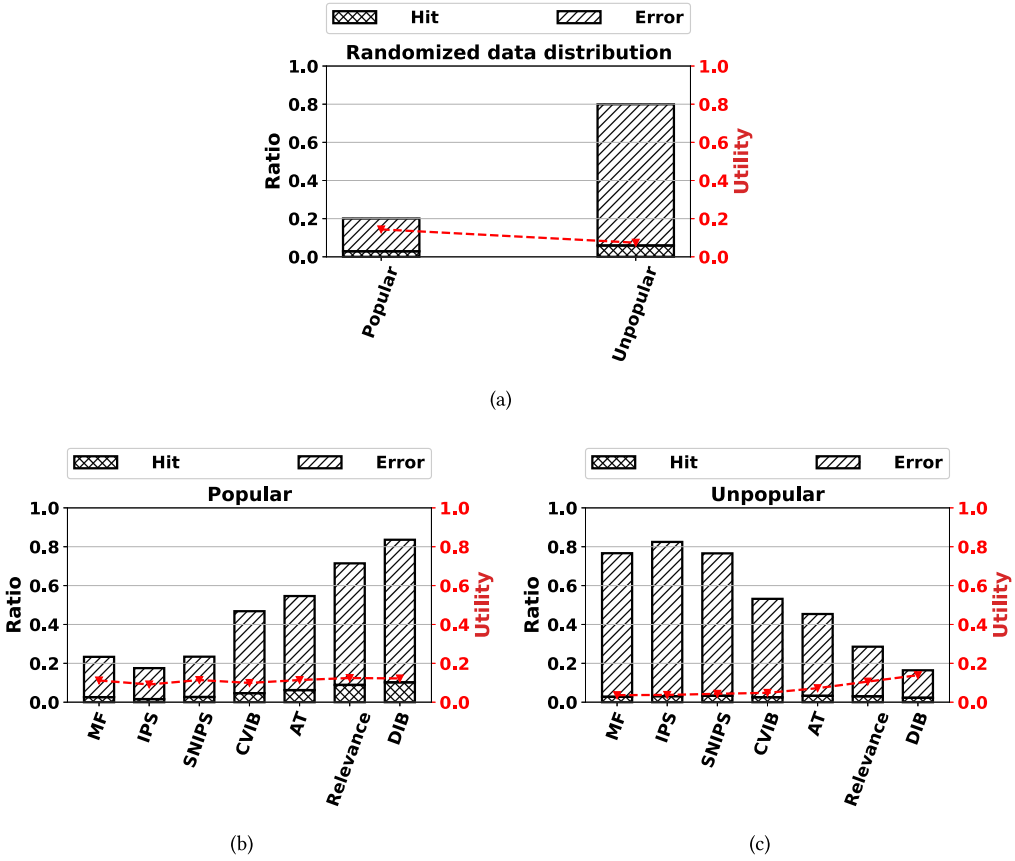 Hit Error
Randomized data distribution
1.0 1.0
0.8 0.8
0.6 0.6
0.4 0.4
0.2 0.2
0.0 0.0
Ratio
Utility
Popular Unpopular
(a)
Hit Error
Popular
1.0 1.0
0.8 0.8
0.6 0.6
0.4 0.4
0.2 0.2
0.0 0.0
Ratio
Utility
MF IPS SNIPS CVIB AT Relevance DIB
(b)
Hit Error
Unpopular
1.0 1.0
0.8 0.8
0.6 0.6
0.4 0.4
0.2 0.2
0.0 0.0
Ratio
Utility
MF IPS SNIPS CVIB AT Relevance DIB
(c)